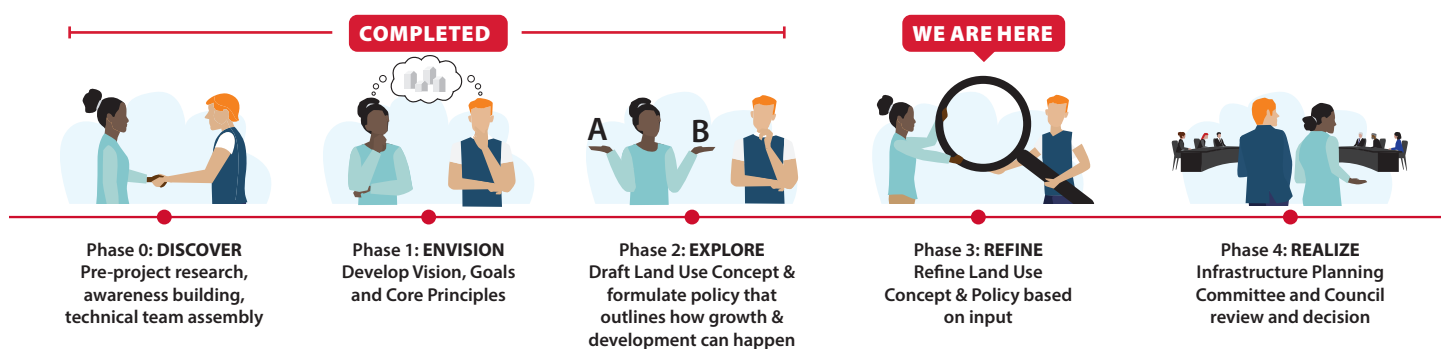 COMPLETED
WE ARE HERE
A
B
Phase 0: DISCOVER
Pre-project research,
awareness building,
technical team assembly
Phase 1: ENVISION
Develop Vision, Goals
and Core Principles
Phase 2: EXPLORE
Draft Land Use Concept &
formulate policy that
outlines how growth &
development can happen
Phase 3: REFINE
Refine Land Use
Concept & Policy based
on input
Phase 4: REALIZE
Infrastructure Planning
Committee and Council
review and decision